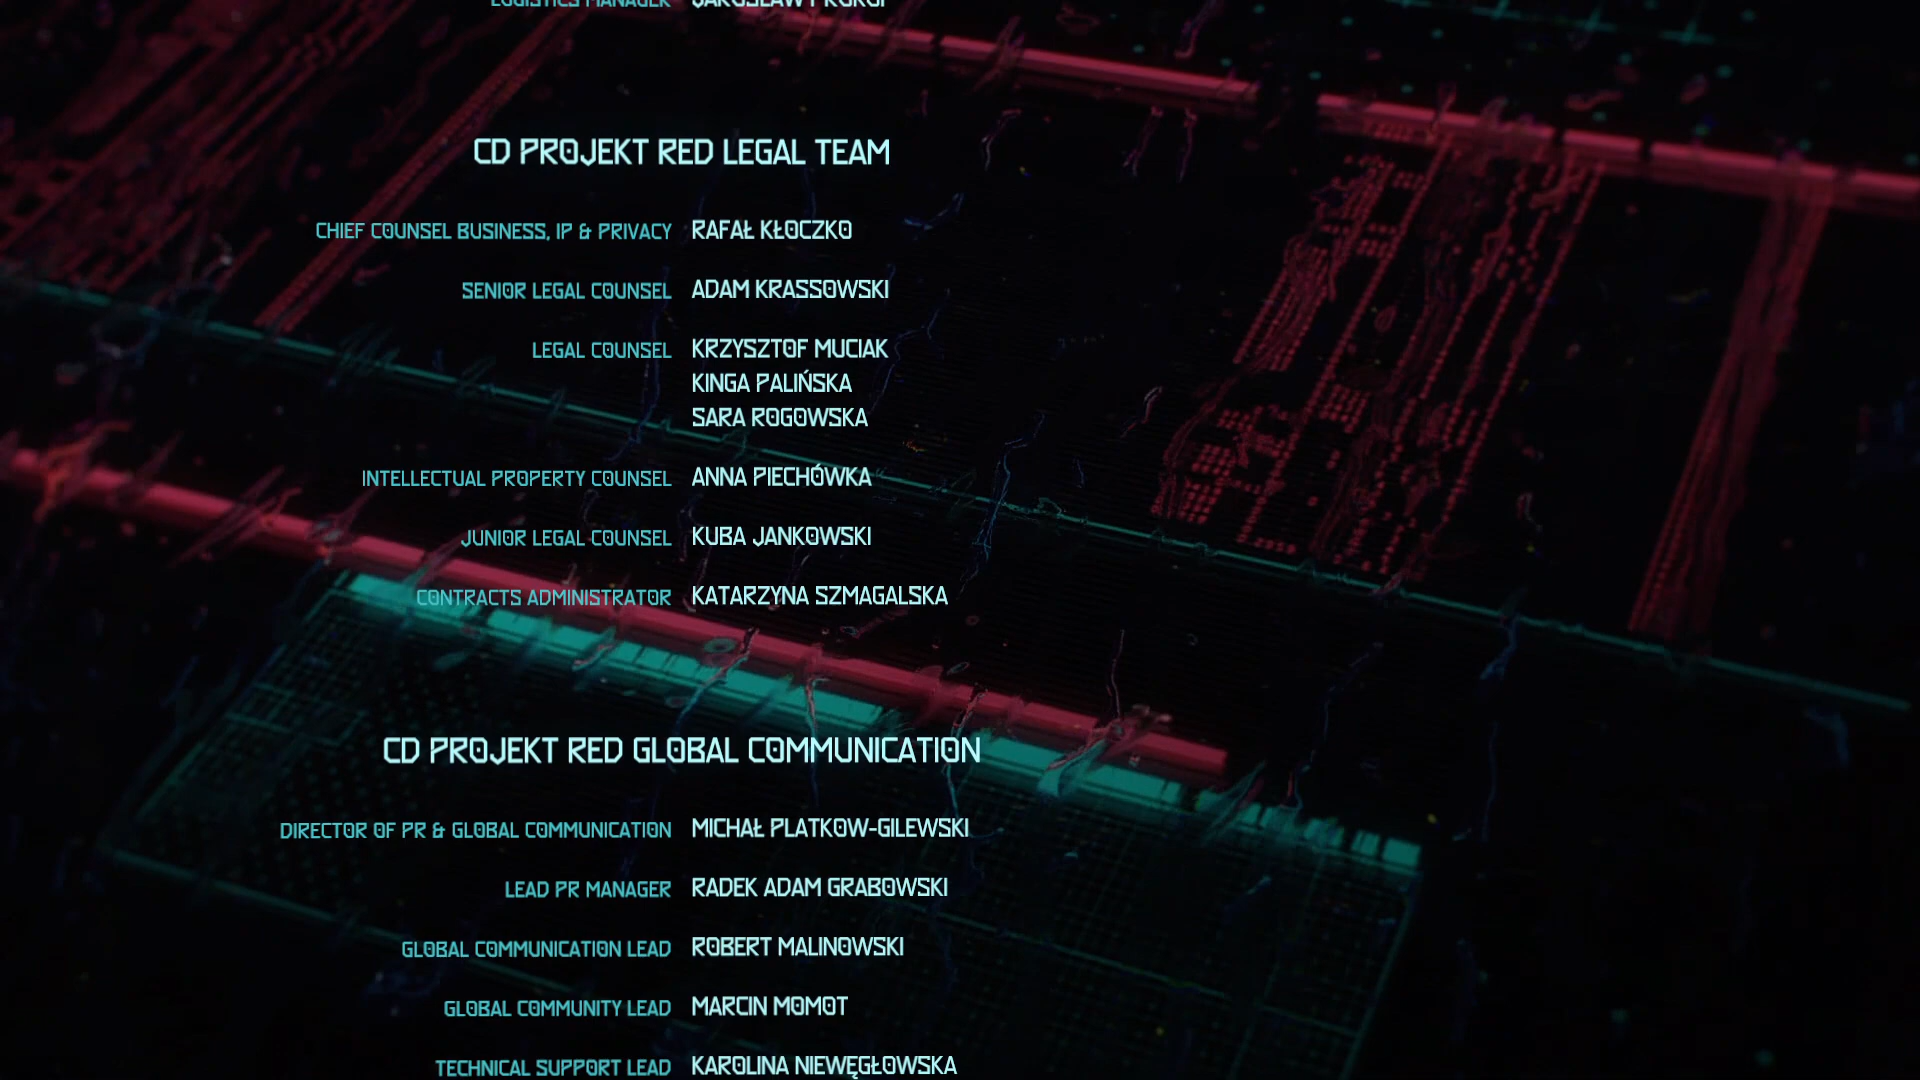 LOGISTICS MANAGER
CD PROJEKT RED LEGAL TEAM
CHIEF COUNSEL BUSINESS, IP & PRIVACY RAFAŁ KŁOCZKO
SENIOR LEGAL COUNSEL ADAM KRASSOWSKI
LEGAL COUNSEL KRZYSZTOF MUCIAK
KINGA PALIŃSKA
SARA ROGOWSKA
INTELLECTUAL PROPERTY COUNSEL ANNA PIECHÓWKA
JUNIOR LEGAL COUNSEL KUBA JANKOWSKI
CONTRACTS ADMINISTRATOR KATARZYNA SZMAGALSKA
CD PROJEKT RED GLOBAL COMMUNICATION
DIRECTOR OF PR & GLOBAL COMMUNICATION MICHAŁ PLATKOW-GILEWSKI
LEAD PR MANAGER RADEK ADAM GRABOWSKI
GLOBAL COMMUNICATION LEAD ROBERT MALINOWSKI
GLOBAL COMMUNITY LEAD MARCIN MOMOT
TECHNICAL SUPPORT LEAD KAROLINA NIEWĘGŁOWSKA